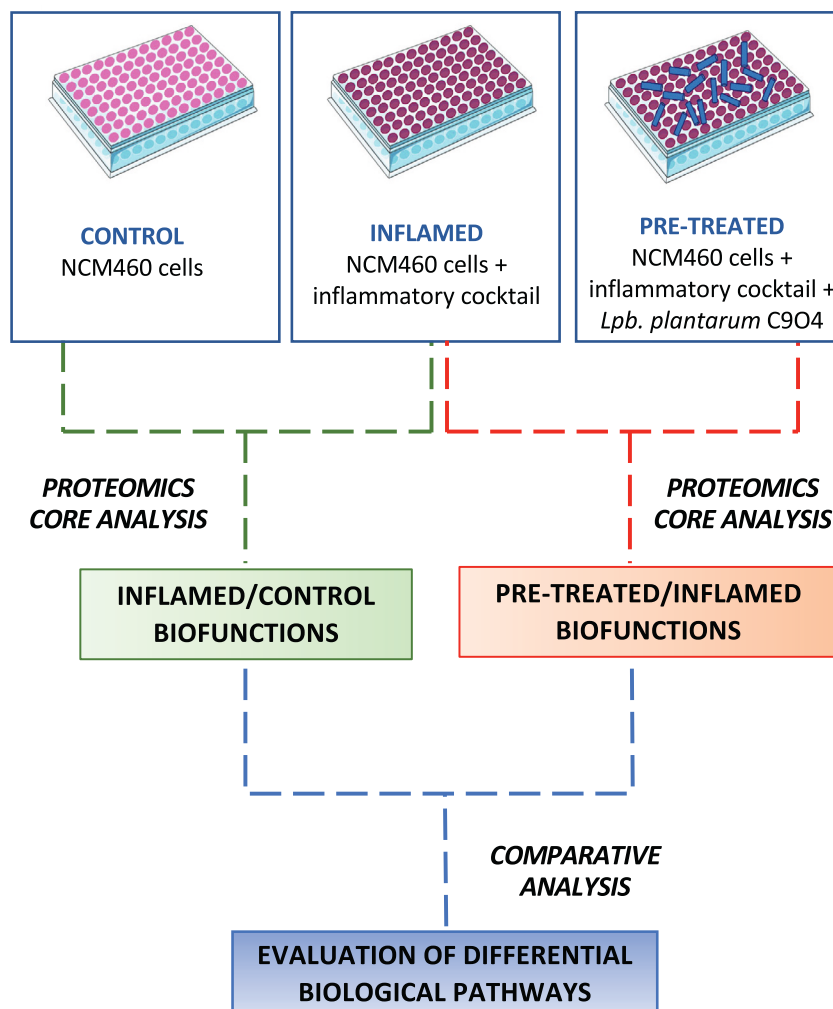 CONTROL
NCM460 cells
INFLAMED
NCM460 cells +
inflammatory cocktail
PRE-TREATED
NCM460 cells +
inflammatory cocktail +
Lpb. plantarum C9O4
PROTEOMICS
CORE ANALYSIS
PROTEOMICS
CORE ANALYSIS
INFLAMED/CONTROL
BIOFUNCTIONS
PRE-TREATED/INFLAMED
BIOFUNCTIONS
COMPARATIVE
ANALYSIS
EVALUATION OF DIFFERENTIAL
BIOLOGICAL PATHWAYS